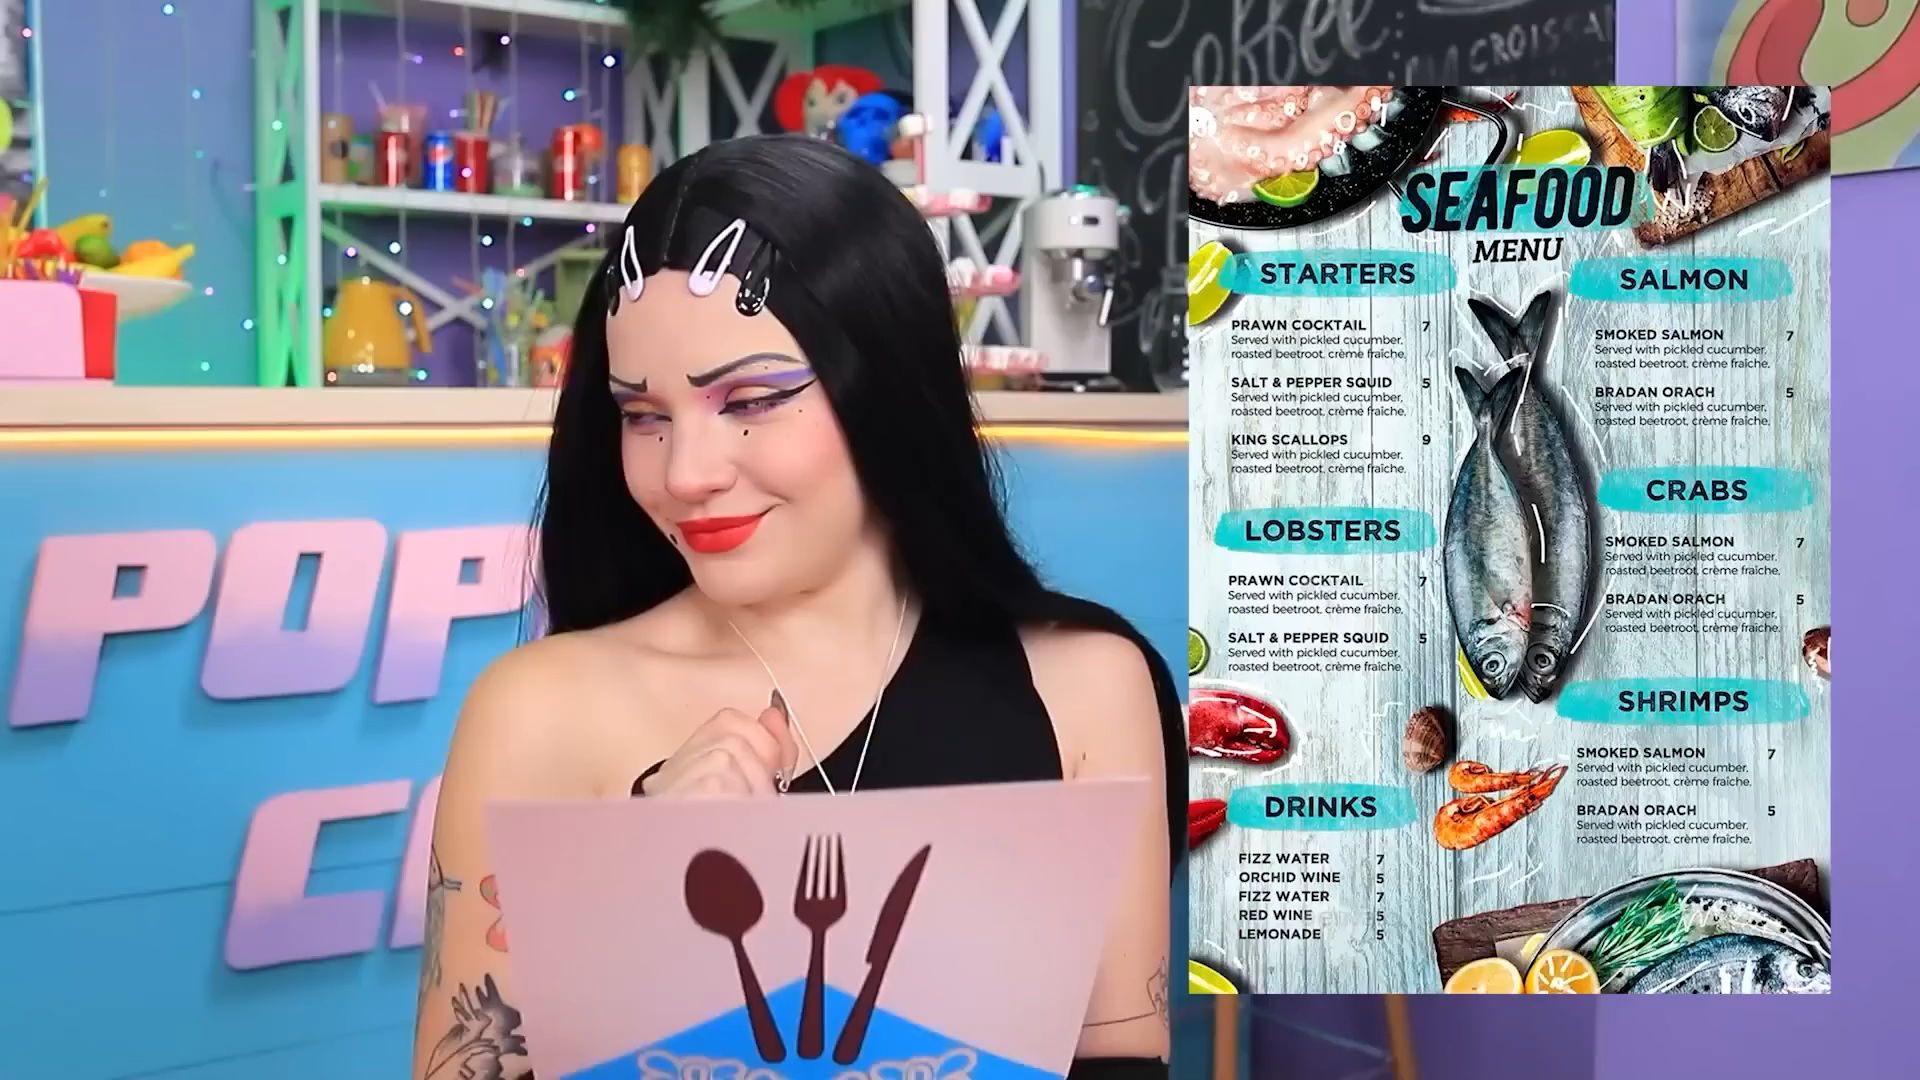 Coffee
CROISSA
POP
C
SEAFOOD
MENU
STARTERS
PRAWN COCKTAIL 7
Served with pickled cucumber,
roasted beetroot, crème fraîche.
SALT & PEPPER SQUID 5
Served with pickled cucumber,
roasted beetroot, crème fraîche.
KING SCALLOPS 9
Served with pickled cucumber,
roasted beetroot, crème fraîche.
LOBSTERS
PRAWN COCKTAIL 7
Served with pickled cucumber,
roasted beetroot, crème fraîche.
SALT & PEPPER SQUID 5
Served with pickled cucumber,
roasted beetroot, crème fraîche.
DRINKS
FIZZ WATER 7
ORCHID WINE 5
FIZZ WATER 7
RED WINE 5
LEMONADE 5
SALMON
SMOKED SALMON 7
Served with pickled cucumber,
roasted beetroot, crème fraîche.
BRADAN ORACH 5
Served with pickled cucumber,
roasted beetroot, crème fraîche.
CRABS
SMOKED SALMON 7
Served with pickled cucumber,
roasted beetroot, crème fraîche.
BRADAN ORACH 5
Served with pickled cucumber,
roasted beetroot, crème fraîche.
SHRIMPS
SMOKED SALMON 7
Served with pickled cucumber,
roasted beetroot, crème fraîche.
BRADAN ORACH 5
Served with pickled cucumber,
roasted beetroot, crème fraîche.